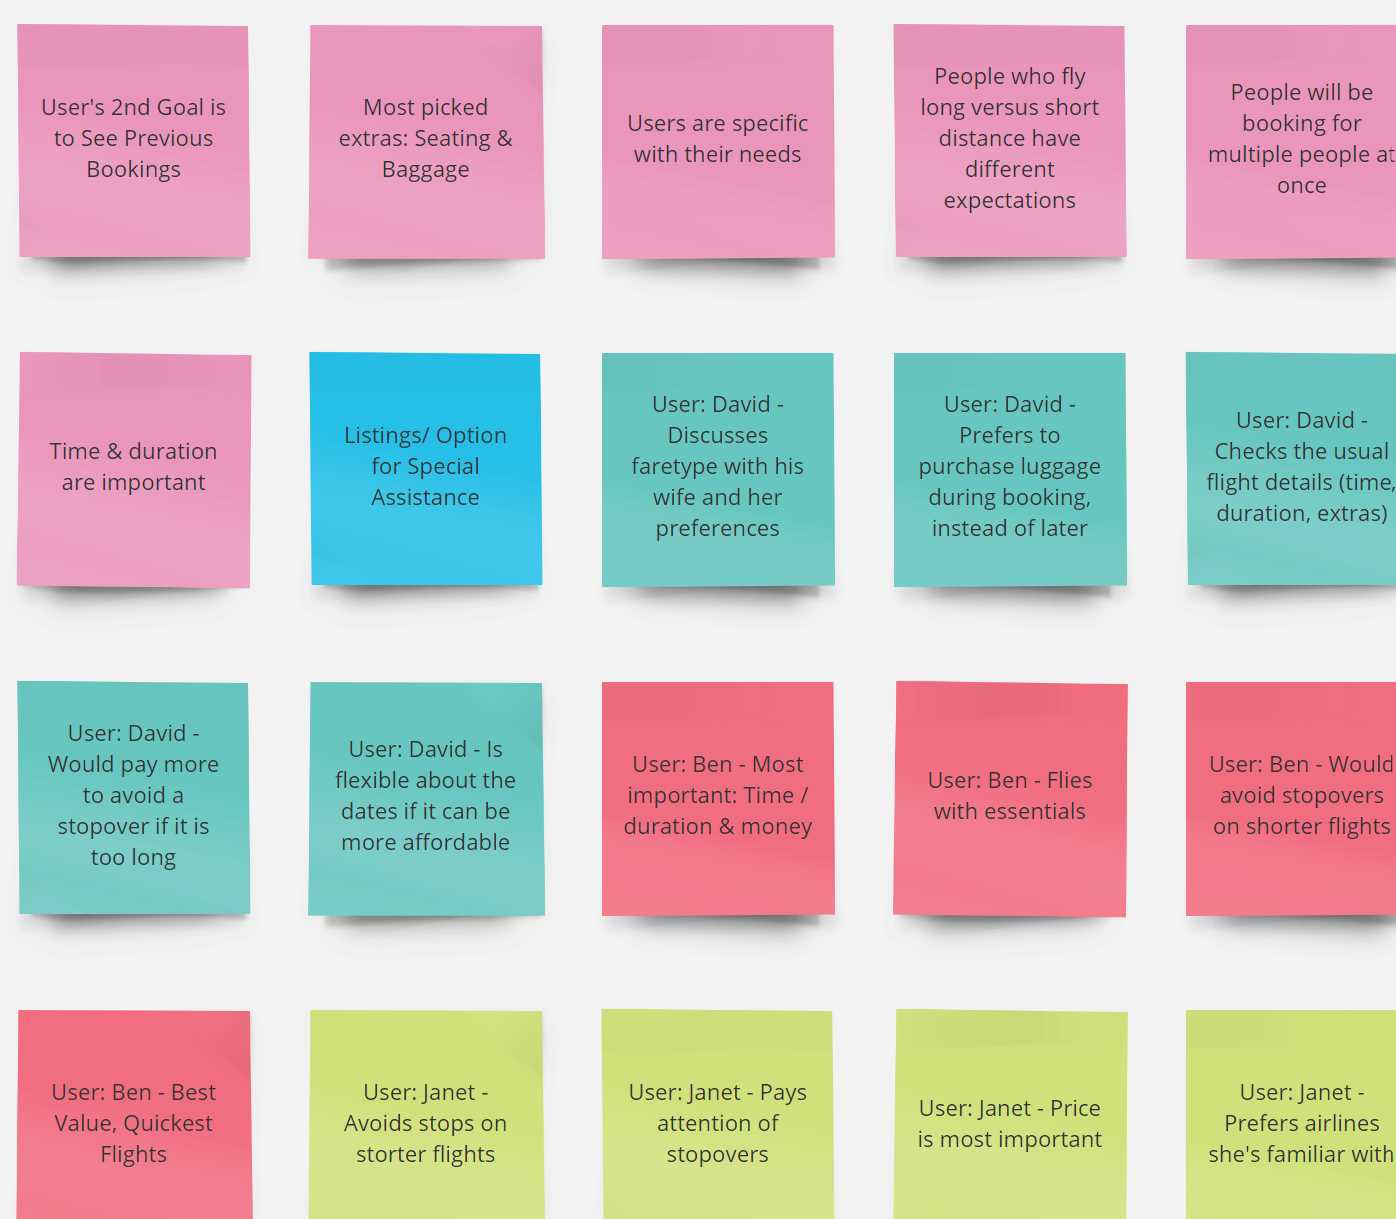 User's 2nd Goal is
to See Previous
Bookings
Most picked
extras: Seating &
Baggage
Users are specific
with their needs
People who fly
long versus short
distance have
different
expectations
People will be
booking for
multiple people at
once
Time & duration
are important
Listings/ Option
for Special
Assistance
User: David -
Discusses
faretype with his
wife and her
preferences
User: David -
Prefers to
purchase luggage
during booking,
instead of later
User: David -
Checks the usual
flight details (time,
duration, extras)
User: David -
Would pay more
to avoid a
stopover if it is
too long
User: David - Is
flexible about the
dates if it can be
more affordable
User: Ben - Most
important: Time /
duration & money
User: Ben - Flies
with essentials
User: Ben - Would
avoid stopovers
on shorter flights
User: Ben - Best
Value, Quickest
Flights
User: Janet -
Avoids stops on
storter flights
User: Janet - Pays
attention of
stopovers
User: Janet - Price
is most important
User: Janet -
Prefers airlines
she's familiar with